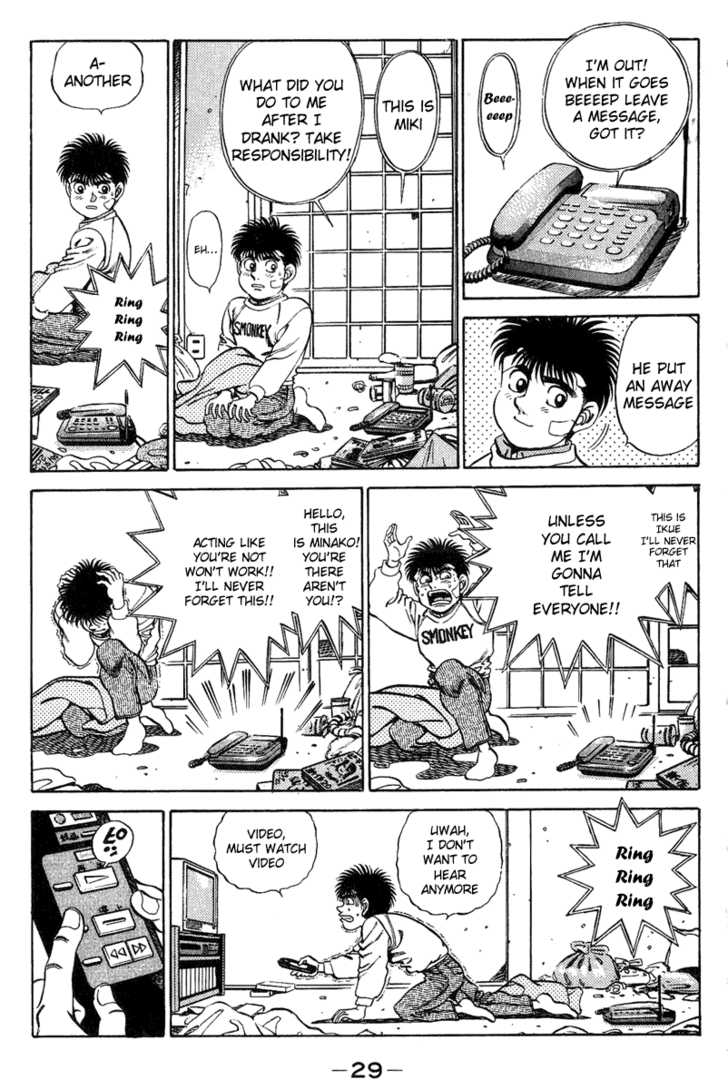 I'M OUT!
WHEN IT GOES
BEEEEP LEAVE
A MESSAGE,
GOT IT?
Beee-
eeep
HE PUT
AN AWAY
MESSAGE
THIS IS
MIKI
WHAT DID YOU
DO TO ME
AFTER I
DRANK? TAKE
RESPONSIBILITY!
EH...
SMONKEY
A-
ANOTHER
Ring
Ring
Ring
THIS IS
IKUE
I'LL NEVER
FORGET
THAT
UNLESS
YOU CALL
ME I'M
GONNA
TELL
EVERYONE!!
SMONKEY
HELLO,
THIS
IS MINAKO!
YOU'RE
THERE
AREN'T
YOU!?
ACTING LIKE
YOU'RE NOT
WON'T WORK!!
I'LL NEVER
FORGET THIS!!
Ring
Ring
Ring
UWAH,
I DON'T
WANT TO
HEAR
ANYMORE
VIDEO,
MUST WATCH
VIDEO
ピッ
—29—